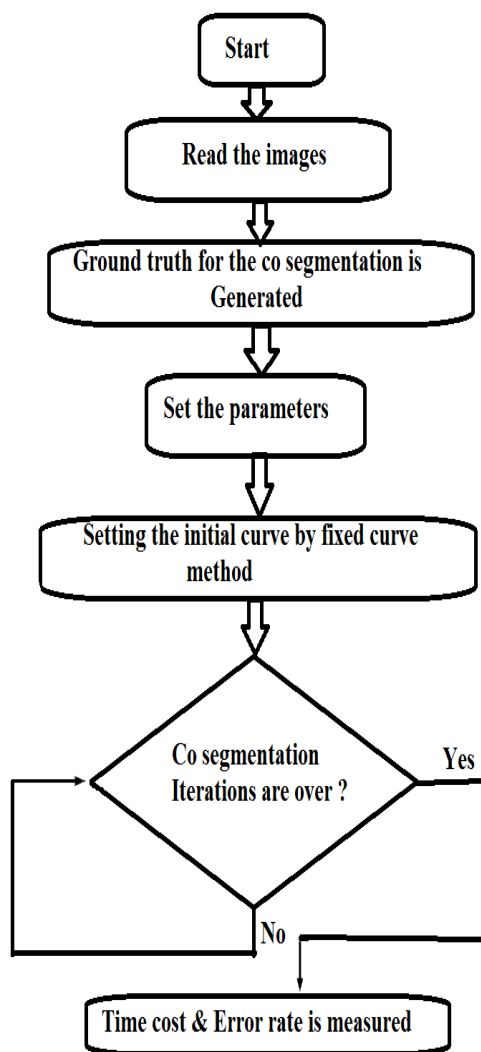 Start
Read the images
Ground truth for the co segmentation is
Generated
Set the parameters
Setting the initial curve by fixed curve
method
Co segmentation
Iterations are over ?
Yes
No
Time cost & Error rate is measured